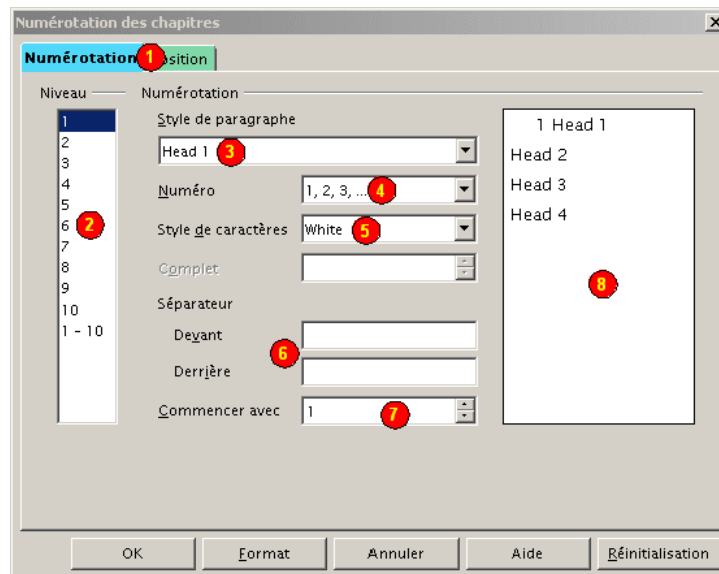 Numérotation des chapitres
Numérotation 1 osition
Niveau
Numérotation
1
2
3
4
5
6
7
8
9
10
1 - 10
2
Style de paragraphe
Head 1
3
Numéro
1, 2, 3, ...
4
Style de caractères
White
5
Complet
Séparateur
Devant
Derrière
6
Commencer avec
1
7
1 Head 1
Head 2
Head 3
Head 4
8
OK
Format
Annuler
Aide
Réinitialisation